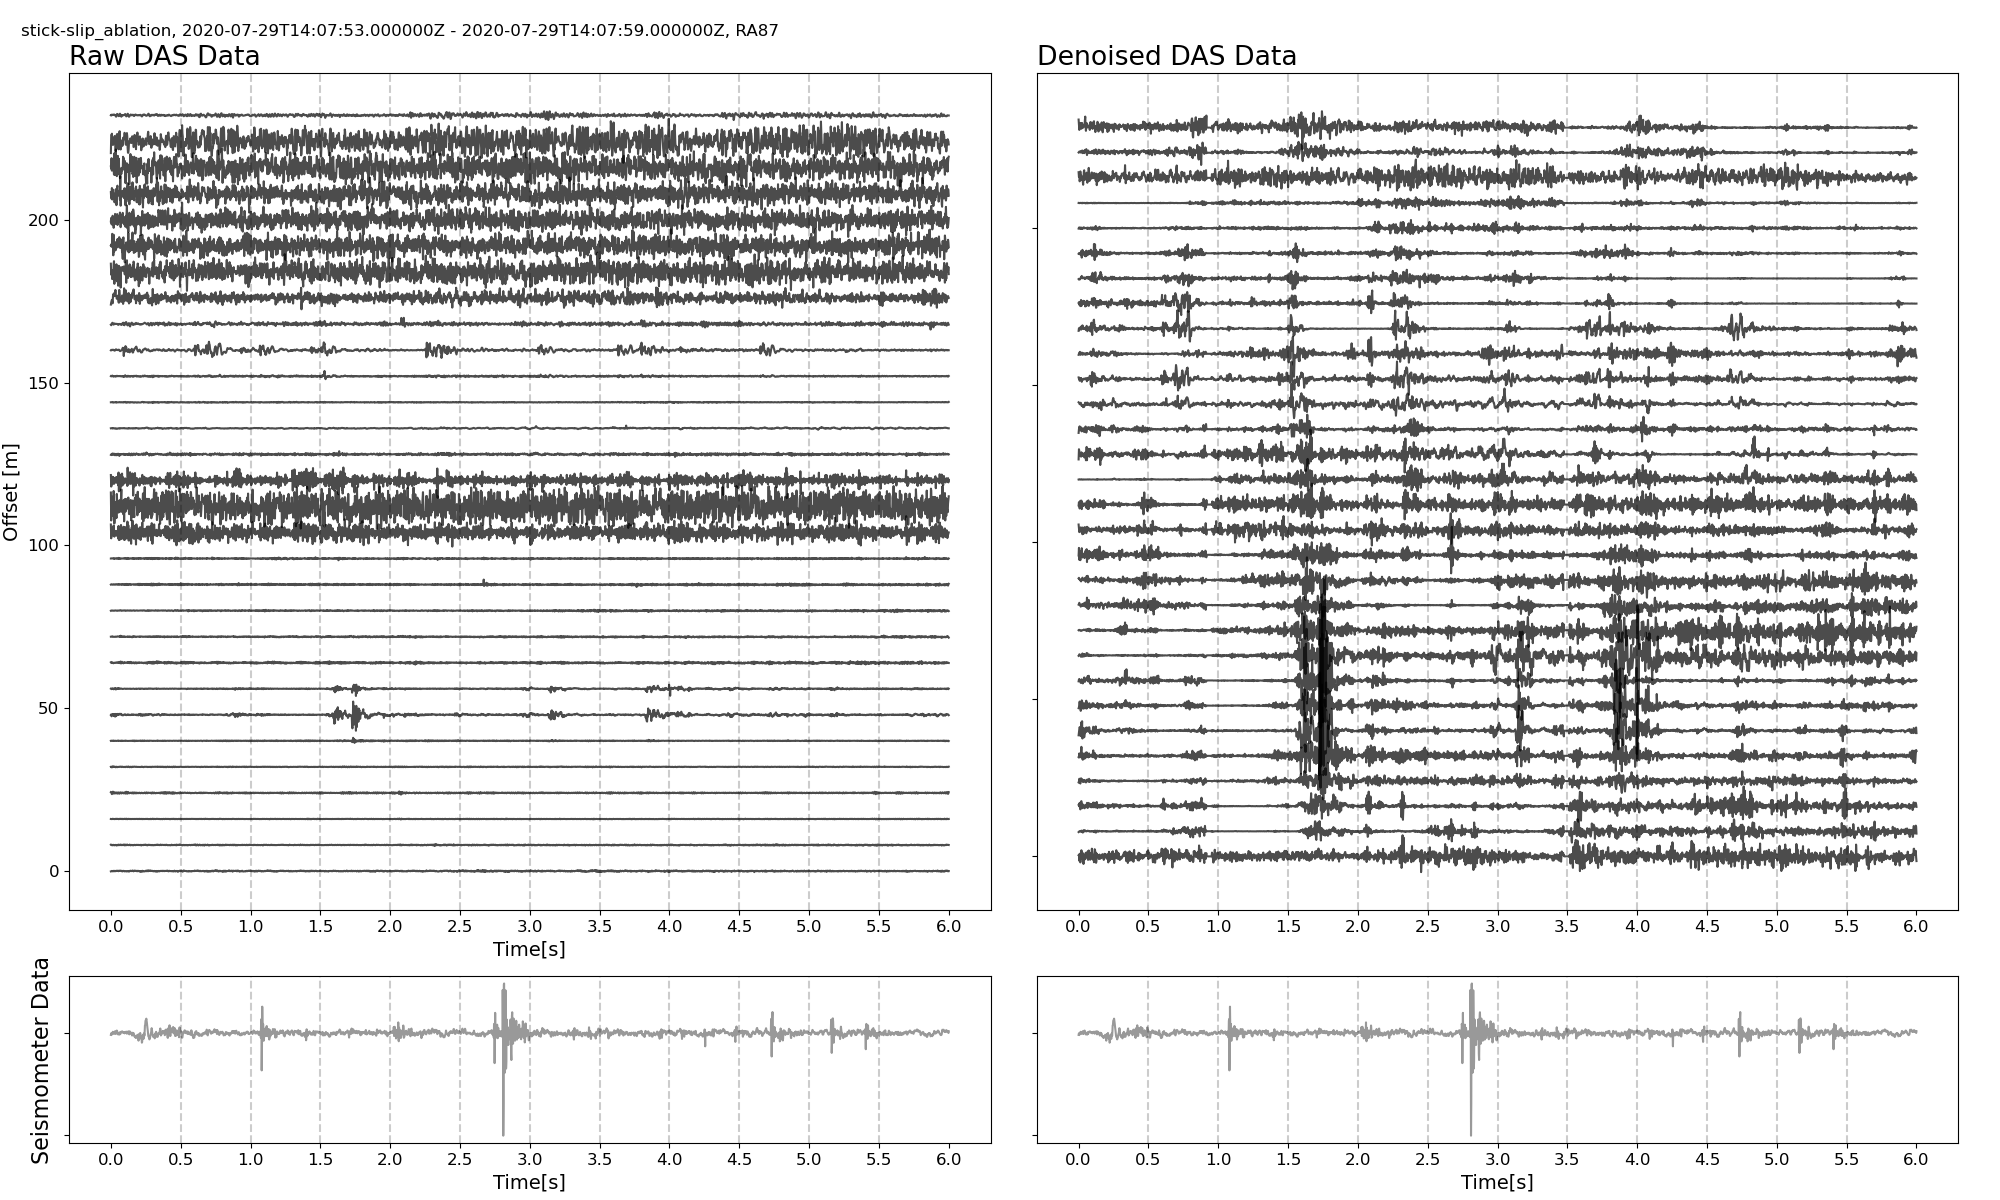 stick-slip_ablation, 2020-07-29T14:07:53.000000Z - 2020-07-29T14:07:59.000000Z, RA87
Raw DAS Data
Denoised DAS Data
Offset [m]
200
150
100
50
0
0.0 0.5 1.0 1.5 2.0 2.5 3.0 3.5 4.0 4.5 5.0 5.5 6.0
Time[s]
0.0 0.5 1.0 1.5 2.0 2.5 3.0 3.5 4.0 4.5 5.0 5.5 6.0
Seismometer Data
0.0 0.5 1.0 1.5 2.0 2.5 3.0 3.5 4.0 4.5 5.0 5.5 6.0
Time[s]
0.0 0.5 1.0 1.5 2.0 2.5 3.0 3.5 4.0 4.5 5.0 5.5 6.0
Time[s]